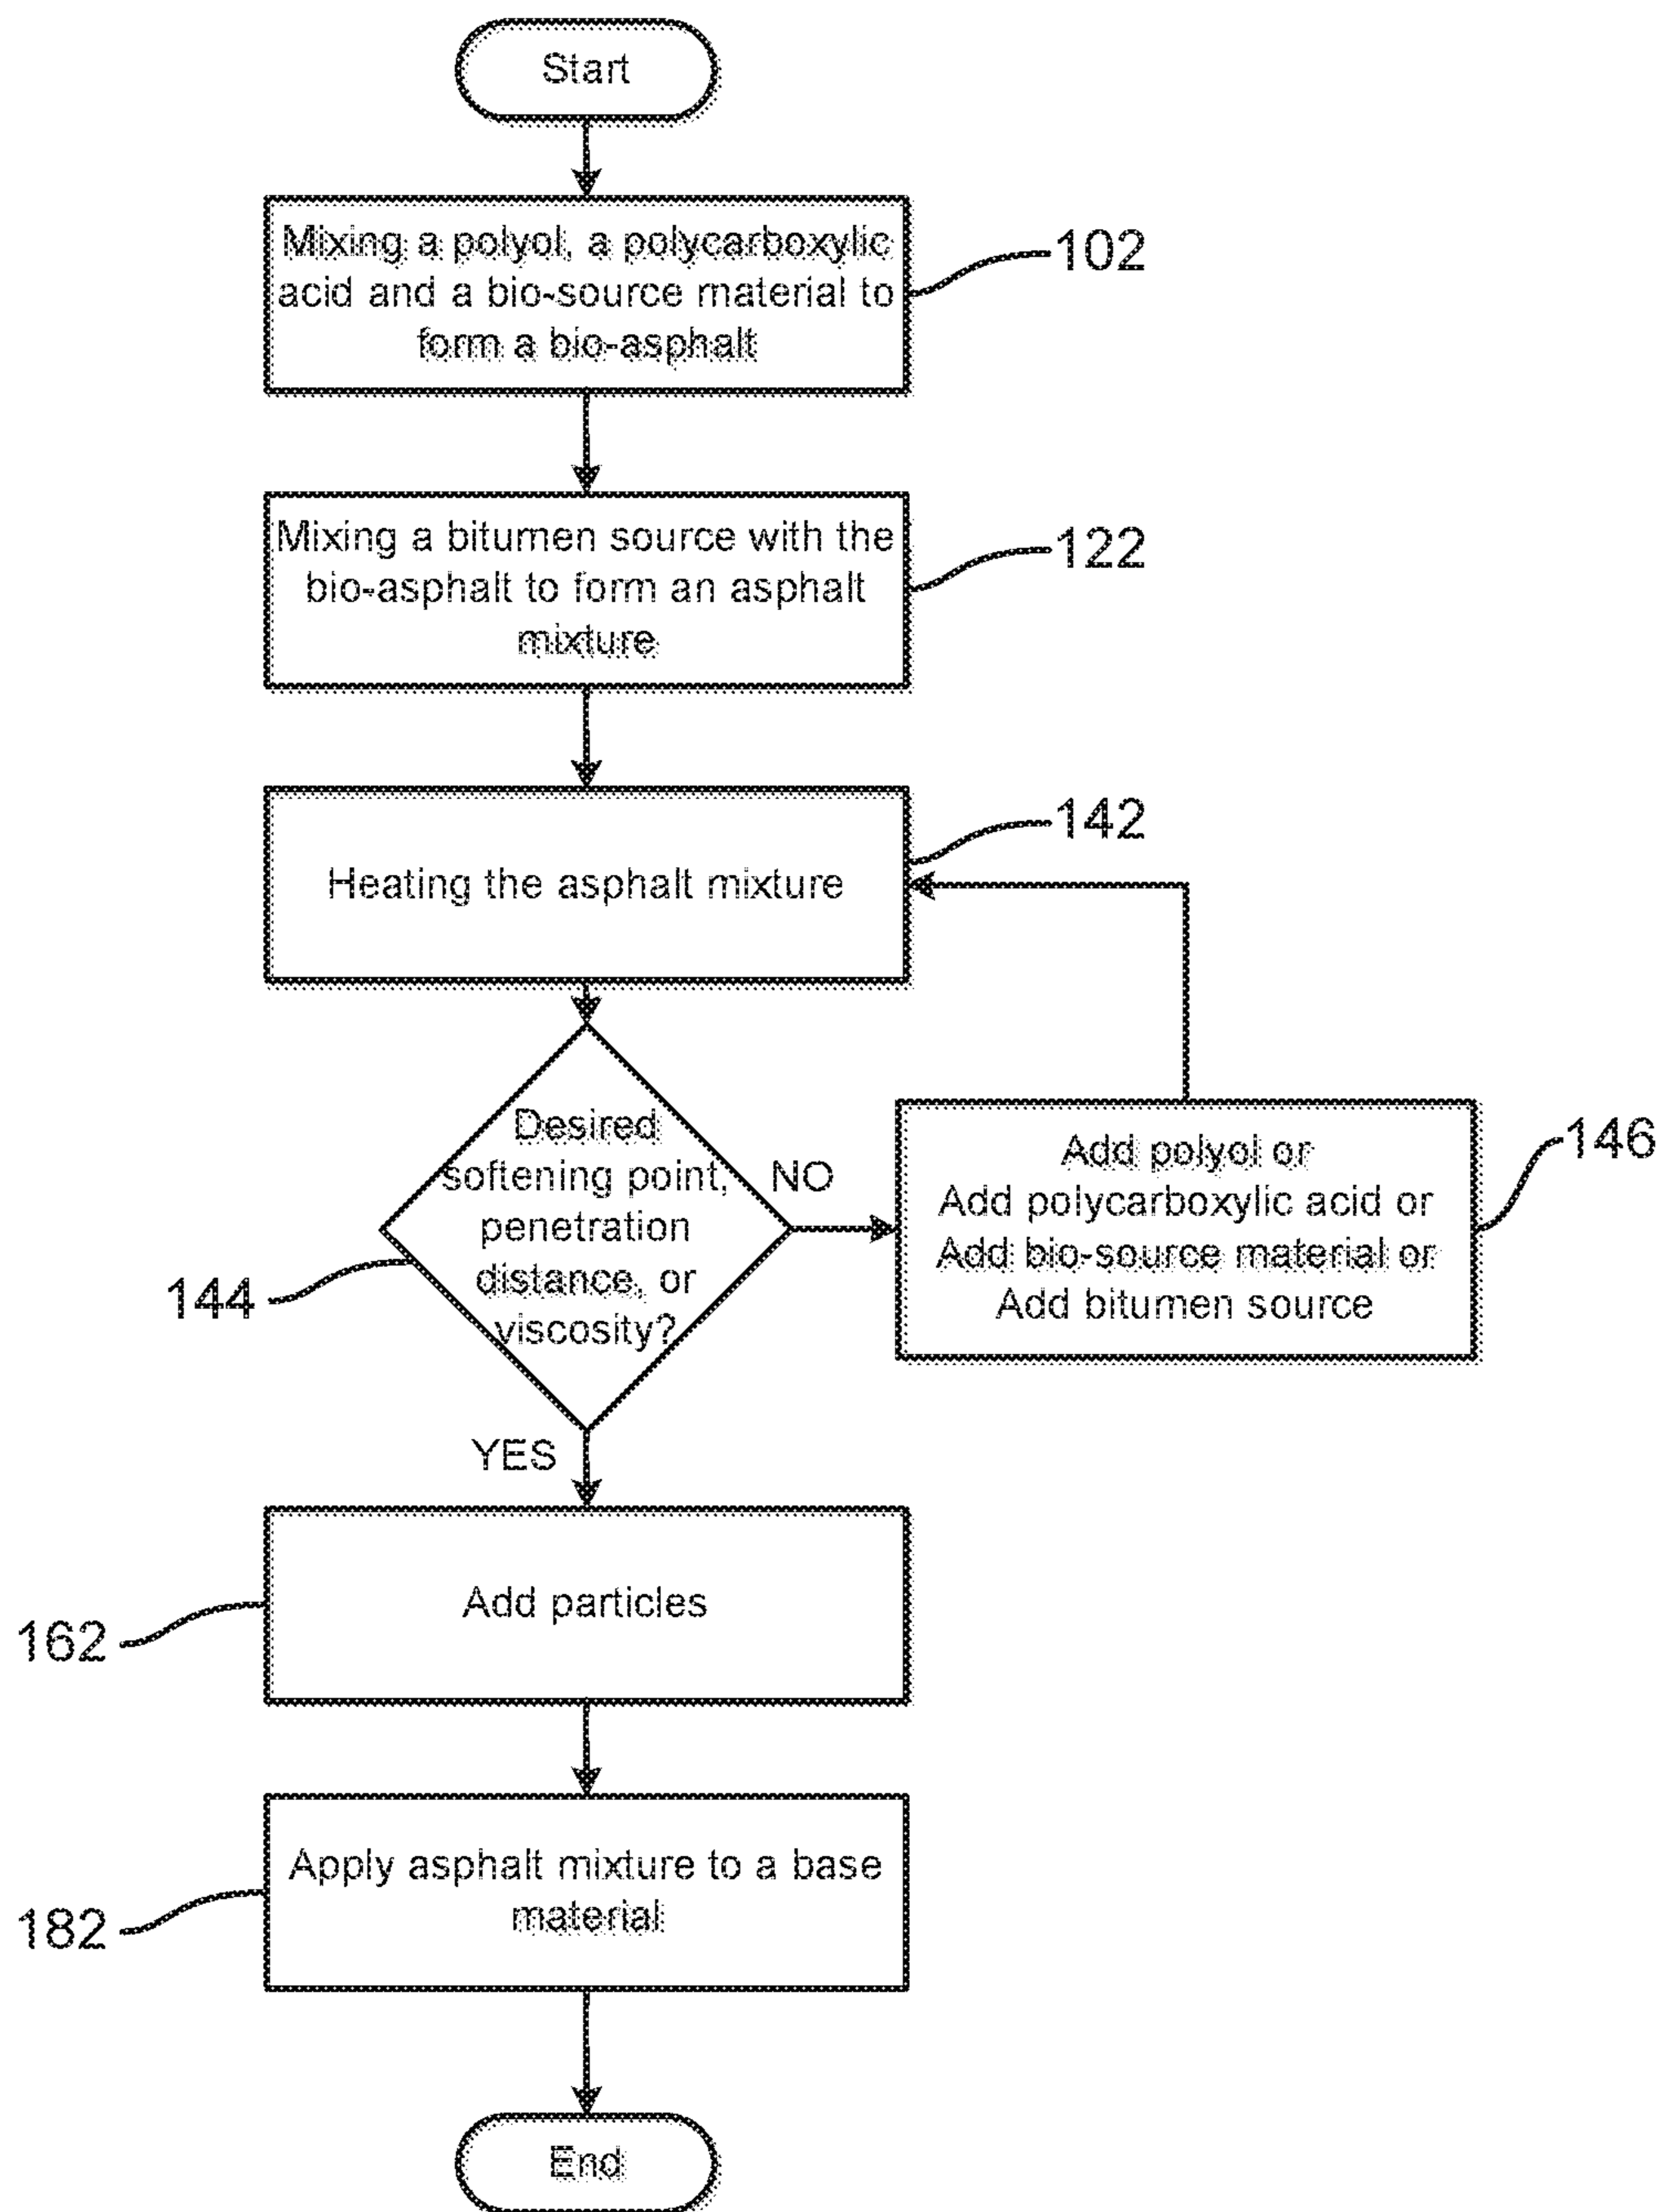 Start
Mixing a polyol, a polycarboxylic
acid and a bio-source material to
form a bio-asphalt
102
Mixing a bitumen source with the
bio-asphalt to form an asphalt
mixture
122
Heating the asphalt mixture
142
Desired
softening point,
penetration
distance, or
viscosity?
144
NO
Add polyol or
Add polycarboxylic acid or
Add bio-source material or
Add bitumen source
146
YES
Add particles
162
Apply asphalt mixture to a base
material
182
End